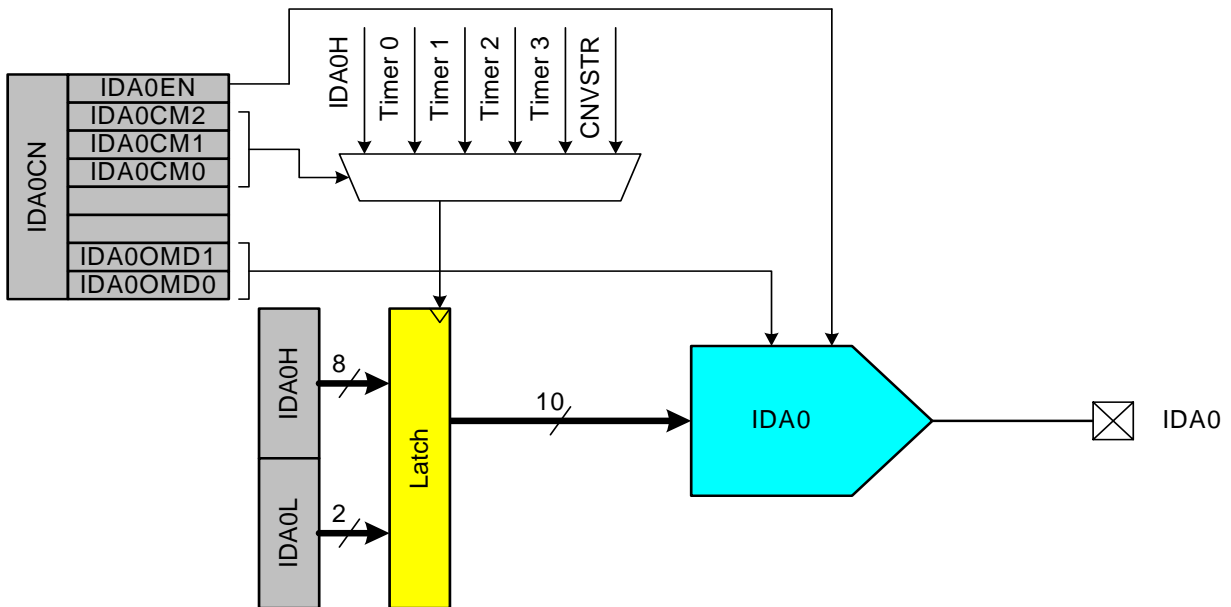 IDA0CN
IDA0EN
IDA0CM2
IDA0CM1
IDA0CM0
IDA0OMD1
IDA0OMD0
IDA0H
Timer 0
Timer 1
Timer 2
Timer 3
CNVSTR
IDA0H
8
IDA0L
2
Latch
10
IDA0
IDA0